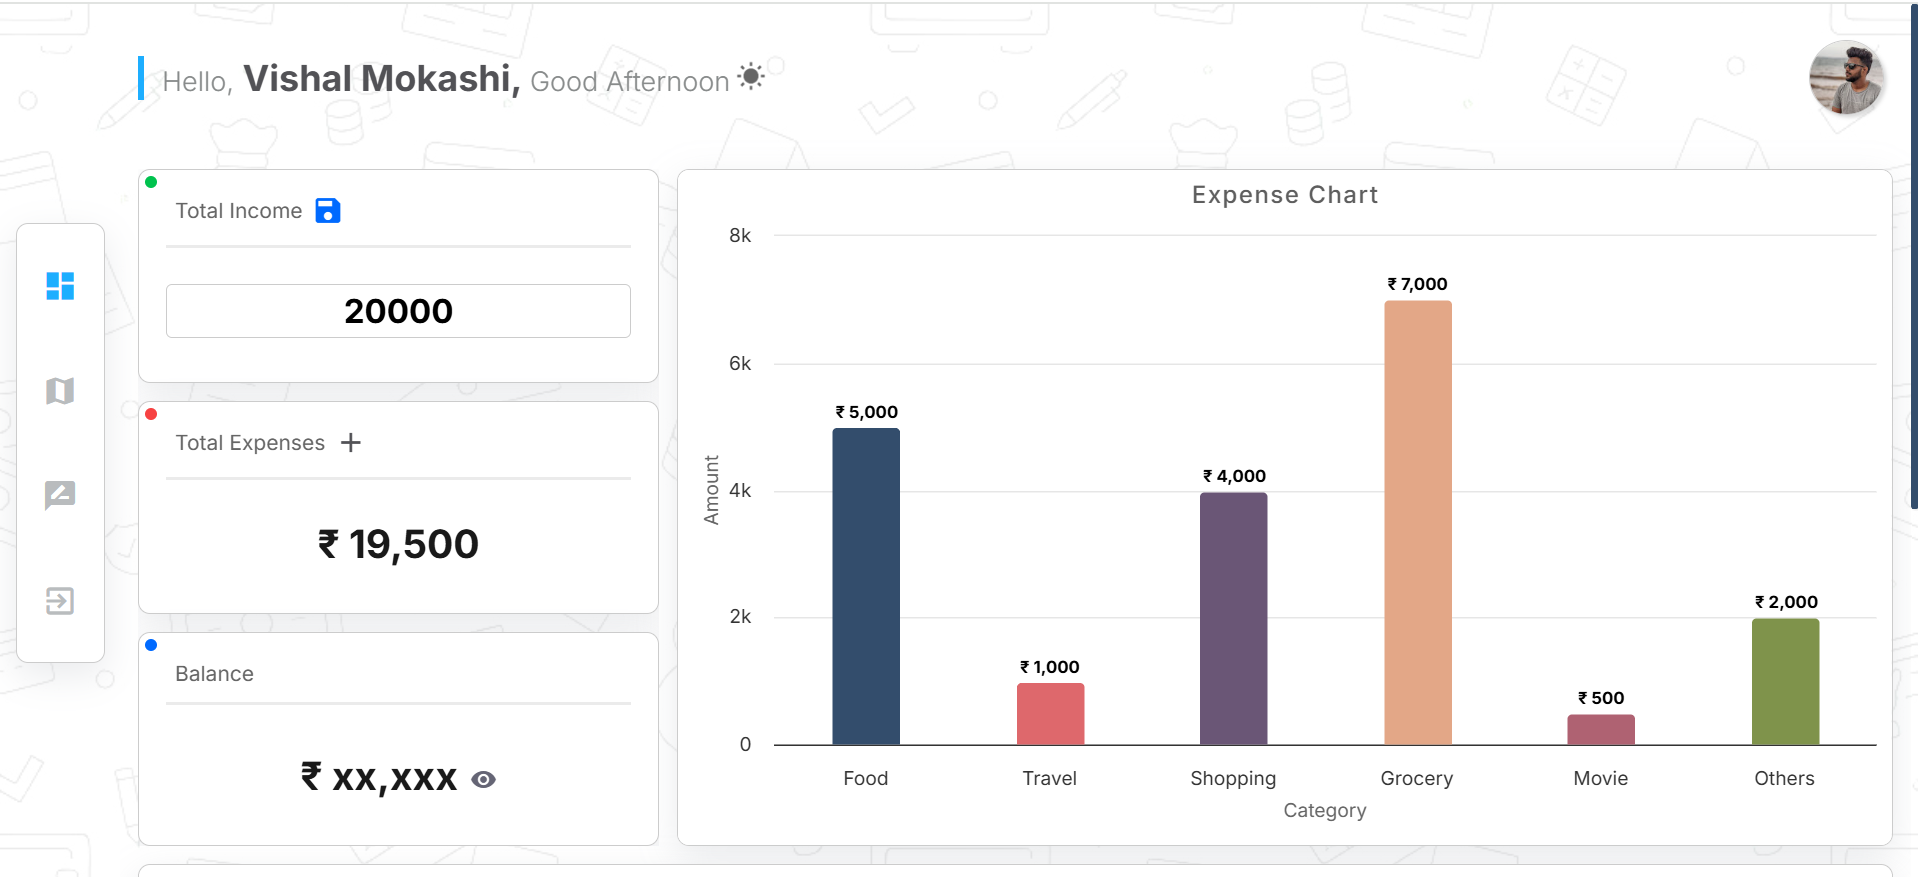 Hello, Vishal Mokashi, Good Afternoon
Total Income
20000
Total Expenses +
₹ 19,500
Balance
₹ xx,xxx
Expense Chart
8k
6k
4k
2k
0
Amount
₹ 5,000
₹ 1,000
₹ 4,000
₹ 7,000
₹ 500
₹ 2,000
Food Travel Shopping Grocery Movie Others
Category